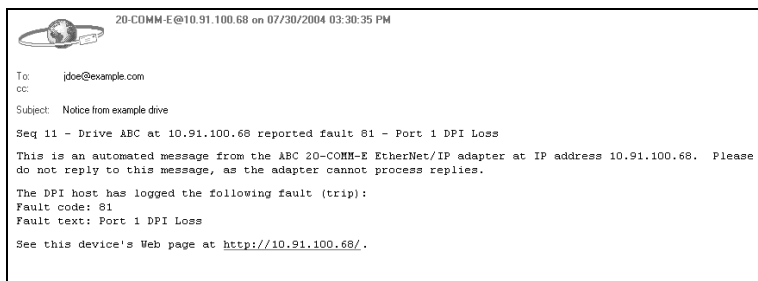 20-COMM-E@10.91.100.68 on 07/30/2004 03:30:35 PM
To: jdoe@example.com
cc:
Subject: Notice from example drive
Seq 11 - Drive ABC at 10.91.100.68 reported fault 81 - Port 1 DPI Loss
This is an automated message from the ABC 20-COMM-E EtherNet/IP adapter at IP address 10.91.100.68. Please
do not reply to this message, as the adapter cannot process replies.
The DPI host has logged the following fault (trip):
Fault code: 81
Fault text: Port 1 DPI Loss
See this device's Web page at http://10.91.100.68/.